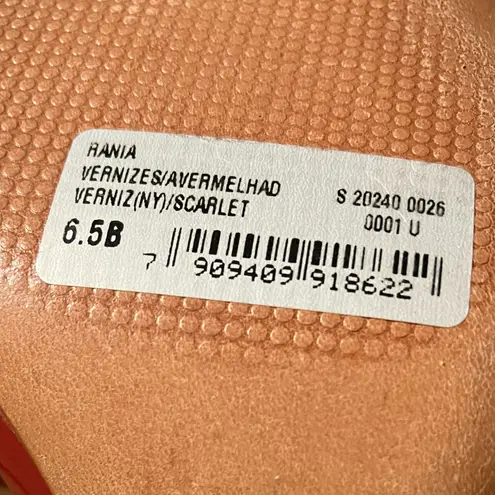 RANIA
VERNIZES/AVERMELHAD
VERNIZ(NY)/SCARLET
S 20240 0026
0001 U
6.5B
7 909409 918622